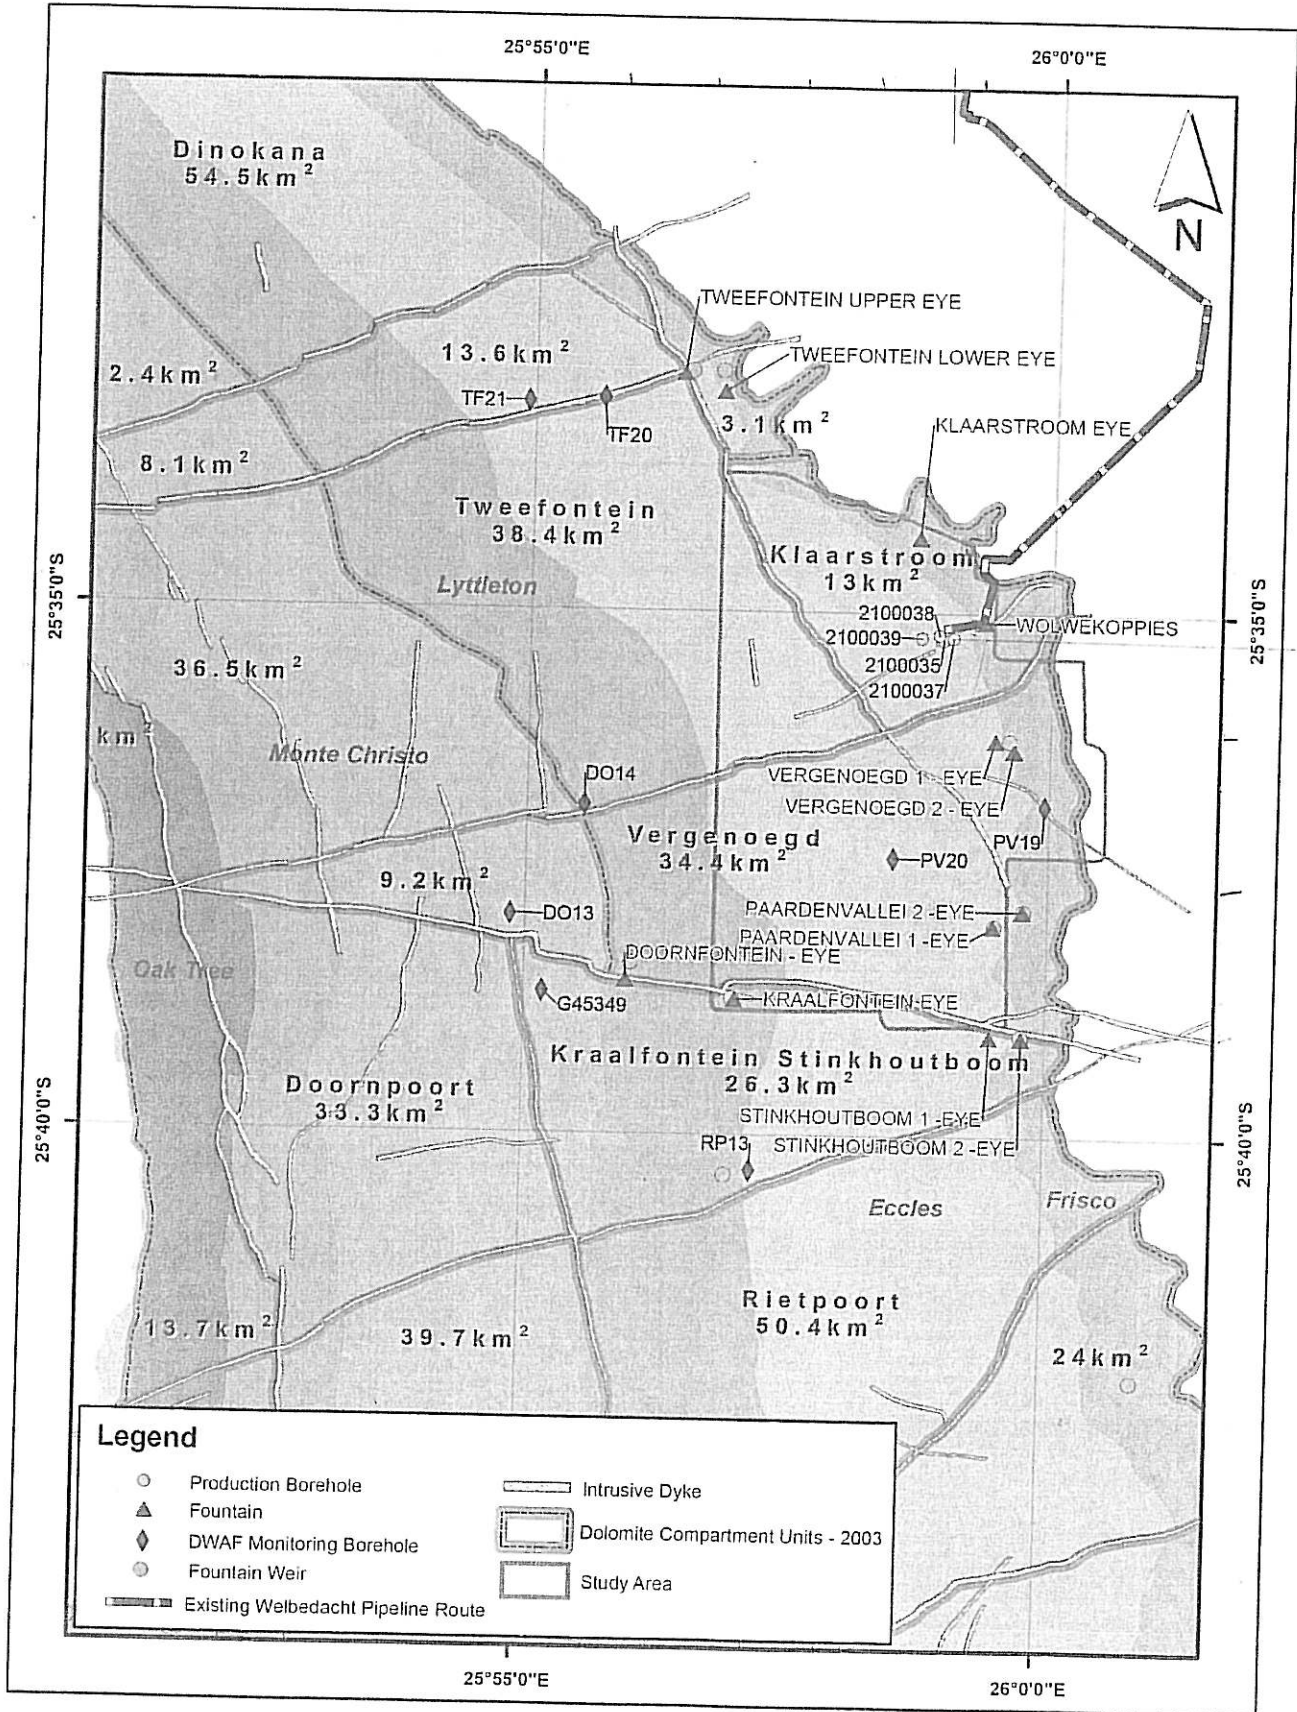 25°55'0"E
26°0'0"E
Dinokana
54.5km²
N
TWEEFONTEIN UPPER EYE
13.6km²
TWEEFONTEIN LOWER EYE
2.4km²
TF21
TF20
3.1km²
KLAARSTROOM EYE
8.1km²
Tweefontein
38.4km²
Klaarstroom
13km²
Lyttleton
25°35'0"S
25°35'0"S
2100038
2100039
WOLWEKOPPIES
2100035
2100037
36.5km²
km²
Monte Christo
DO14
VERGENOEGD 1 - EYE
VERGENOEGD 2 - EYE
Vergenoegd
34.4km²
PV19
PV20
9.2km²
DO13
PAARDENVALLEI 2 -EYE
PAARDENVALLEI 1 -EYE
DOORNFONTEIN - EYE
Oak Tree
G45349
KRAALFONTEIN-EYE
Kraalfontein Stinkhoutboom
26.3km²
Doornpoort
33.3km²
STINKHOUTBOOM 1 -EYE
RP13
STINKHOUTBOOM 2 -EYE
25°40'0"S
25°40'0"S
Eccles
Frisco
Rietpoort
50.4km²
13.7km²
39.7km²
24km²
Legend
Production Borehole
Fountain
DWAF Monitoring Borehole
Fountain Weir
Existing Welbedacht Pipeline Route
Intrusive Dyke
Dolomite Compartment Units - 2003
Study Area
25°55'0"E
26°0'0"E